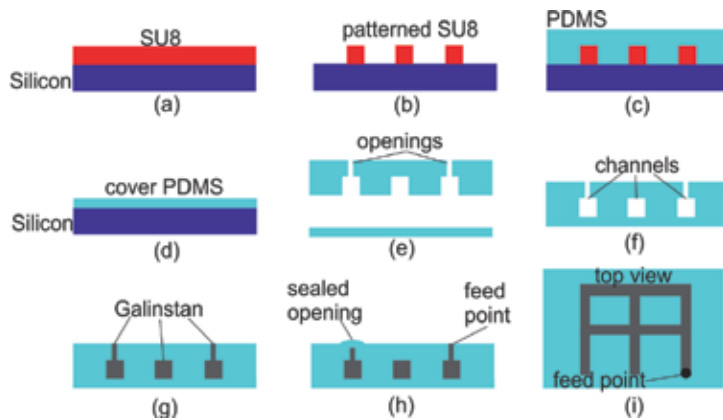 SU8
Silicon
(a)
patterned SU8
(b)
PDMS
(c)
cover PDMS
Silicon
(d)
openings
(e)
channels
(f)
Galinstan
(g)
sealed
opening
feed
point
(h)
top view
feed point
(i)